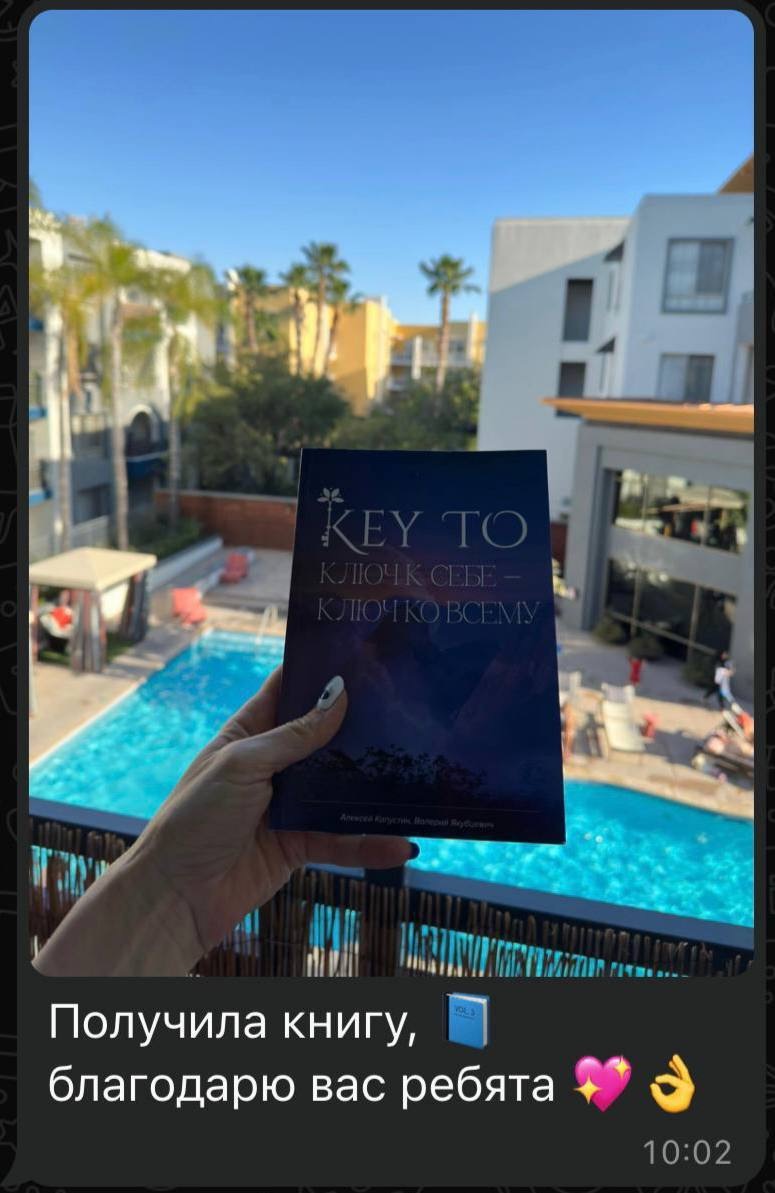 KEY TO
КЛЮЧ К СЕБЕ –
КЛЮЧ КО ВСЕМУ
Алексей Капустин, Валерий Якубцевич
Получила книгу, 📘
благодарю вас ребята 💖 👌
10:02